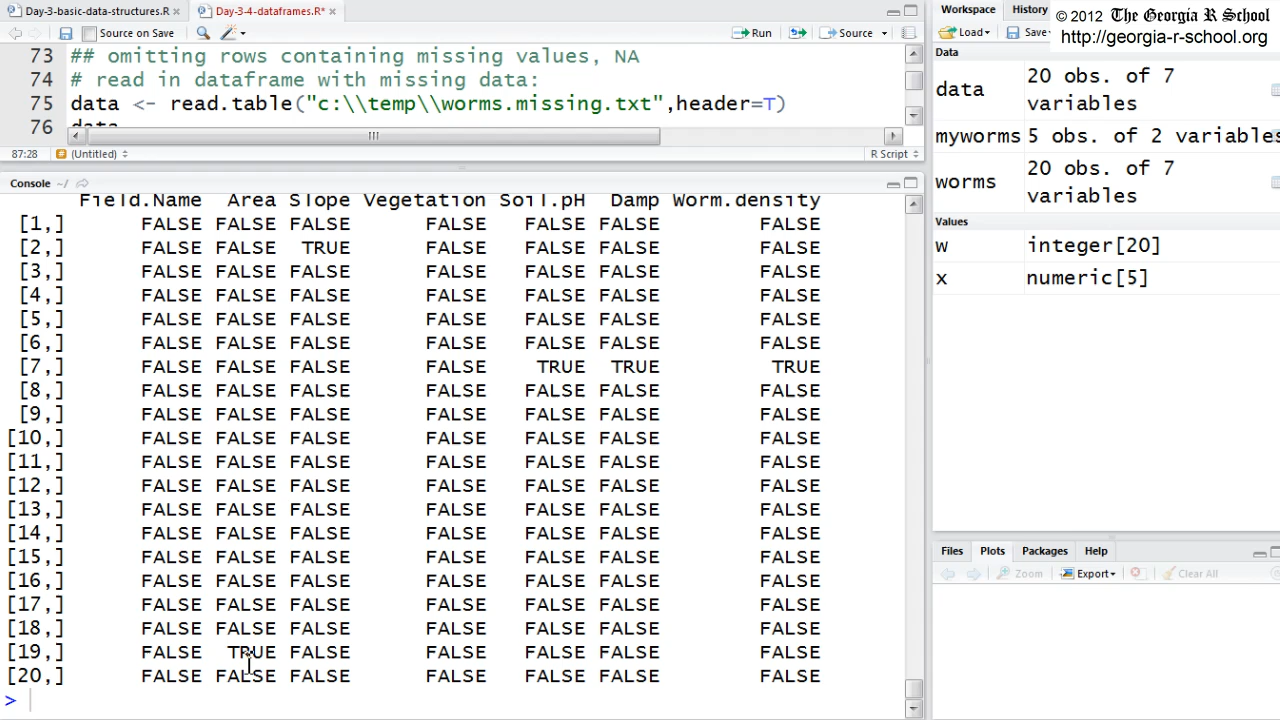 Day-3-basic-data-structures.R × Day-3-4-dataframes.R* ×
Source on Save Run Source
73 ## omitting rows containing missing values, NA
74 # read in dataframe with missing data:
75 data <- read.table("c:\\temp\\worms.missing.txt",header=T)
76 data
87:28 (Untitled) R Script
Console ~/
Field.Name Area Slope Vegetation Soil.pH Damp Worm.density
[1,] FALSE FALSE FALSE FALSE FALSE FALSE FALSE
[2,] FALSE FALSE TRUE FALSE FALSE FALSE FALSE
[3,] FALSE FALSE FALSE FALSE FALSE FALSE FALSE
[4,] FALSE FALSE FALSE FALSE FALSE FALSE FALSE
[5,] FALSE FALSE FALSE FALSE FALSE FALSE FALSE
[6,] FALSE FALSE FALSE FALSE FALSE FALSE FALSE
[7,] FALSE FALSE FALSE FALSE TRUE TRUE TRUE
[8,] FALSE FALSE FALSE FALSE FALSE FALSE FALSE
[9,] FALSE FALSE FALSE FALSE FALSE FALSE FALSE
[10,] FALSE FALSE FALSE FALSE FALSE FALSE FALSE
[11,] FALSE FALSE FALSE FALSE FALSE FALSE FALSE
[12,] FALSE FALSE FALSE FALSE FALSE FALSE FALSE
[13,] FALSE FALSE FALSE FALSE FALSE FALSE FALSE
[14,] FALSE FALSE FALSE FALSE FALSE FALSE FALSE
[15,] FALSE FALSE FALSE FALSE FALSE FALSE FALSE
[16,] FALSE FALSE FALSE FALSE FALSE FALSE FALSE
[17,] FALSE FALSE FALSE FALSE FALSE FALSE FALSE
[18,] FALSE FALSE FALSE FALSE FALSE FALSE FALSE
[19,] FALSE TRUE FALSE FALSE FALSE FALSE FALSE
[20,] FALSE FALSE FALSE FALSE FALSE FALSE FALSE
>
Workspace History
© 2012 The Georgia R School
http://georgia-r-school.org
Load Save
Data
data 20 obs. of 7
variables
myworms 5 obs. of 2 variables
worms 20 obs. of 7
variables
Values
w integer[20]
x numeric[5]
Files Plots Packages Help
Zoom Export Clear All